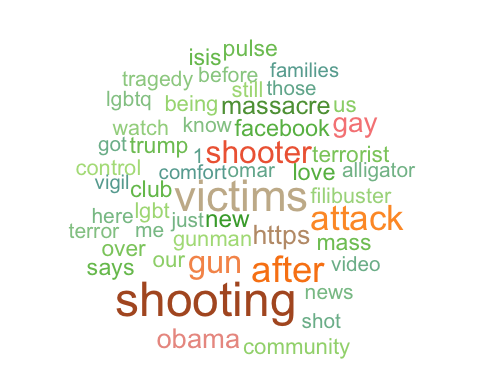 isis pulse
tragedy before families
lgbtq being still those
massacre us
watch know facebook gay
got trump 1 shooter terrorist
control comfort omar love alligator
vigil club victims filibuster
here lgbt just new attack
terror me gunman https mass
over our gun after video
says
shooting news
shot
obama community